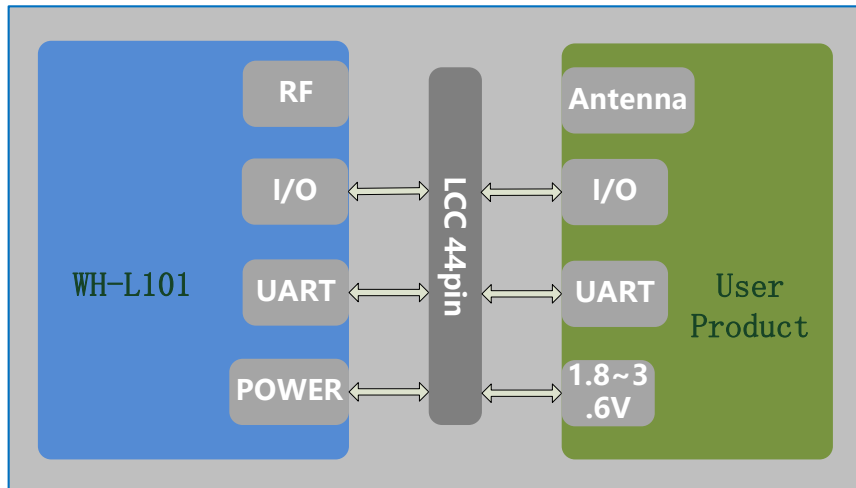 RF
Antenna
I/O
LCC 44pin
I/O
WH-L101
UART
UART
User
Product
POWER
1.8~3
.6V